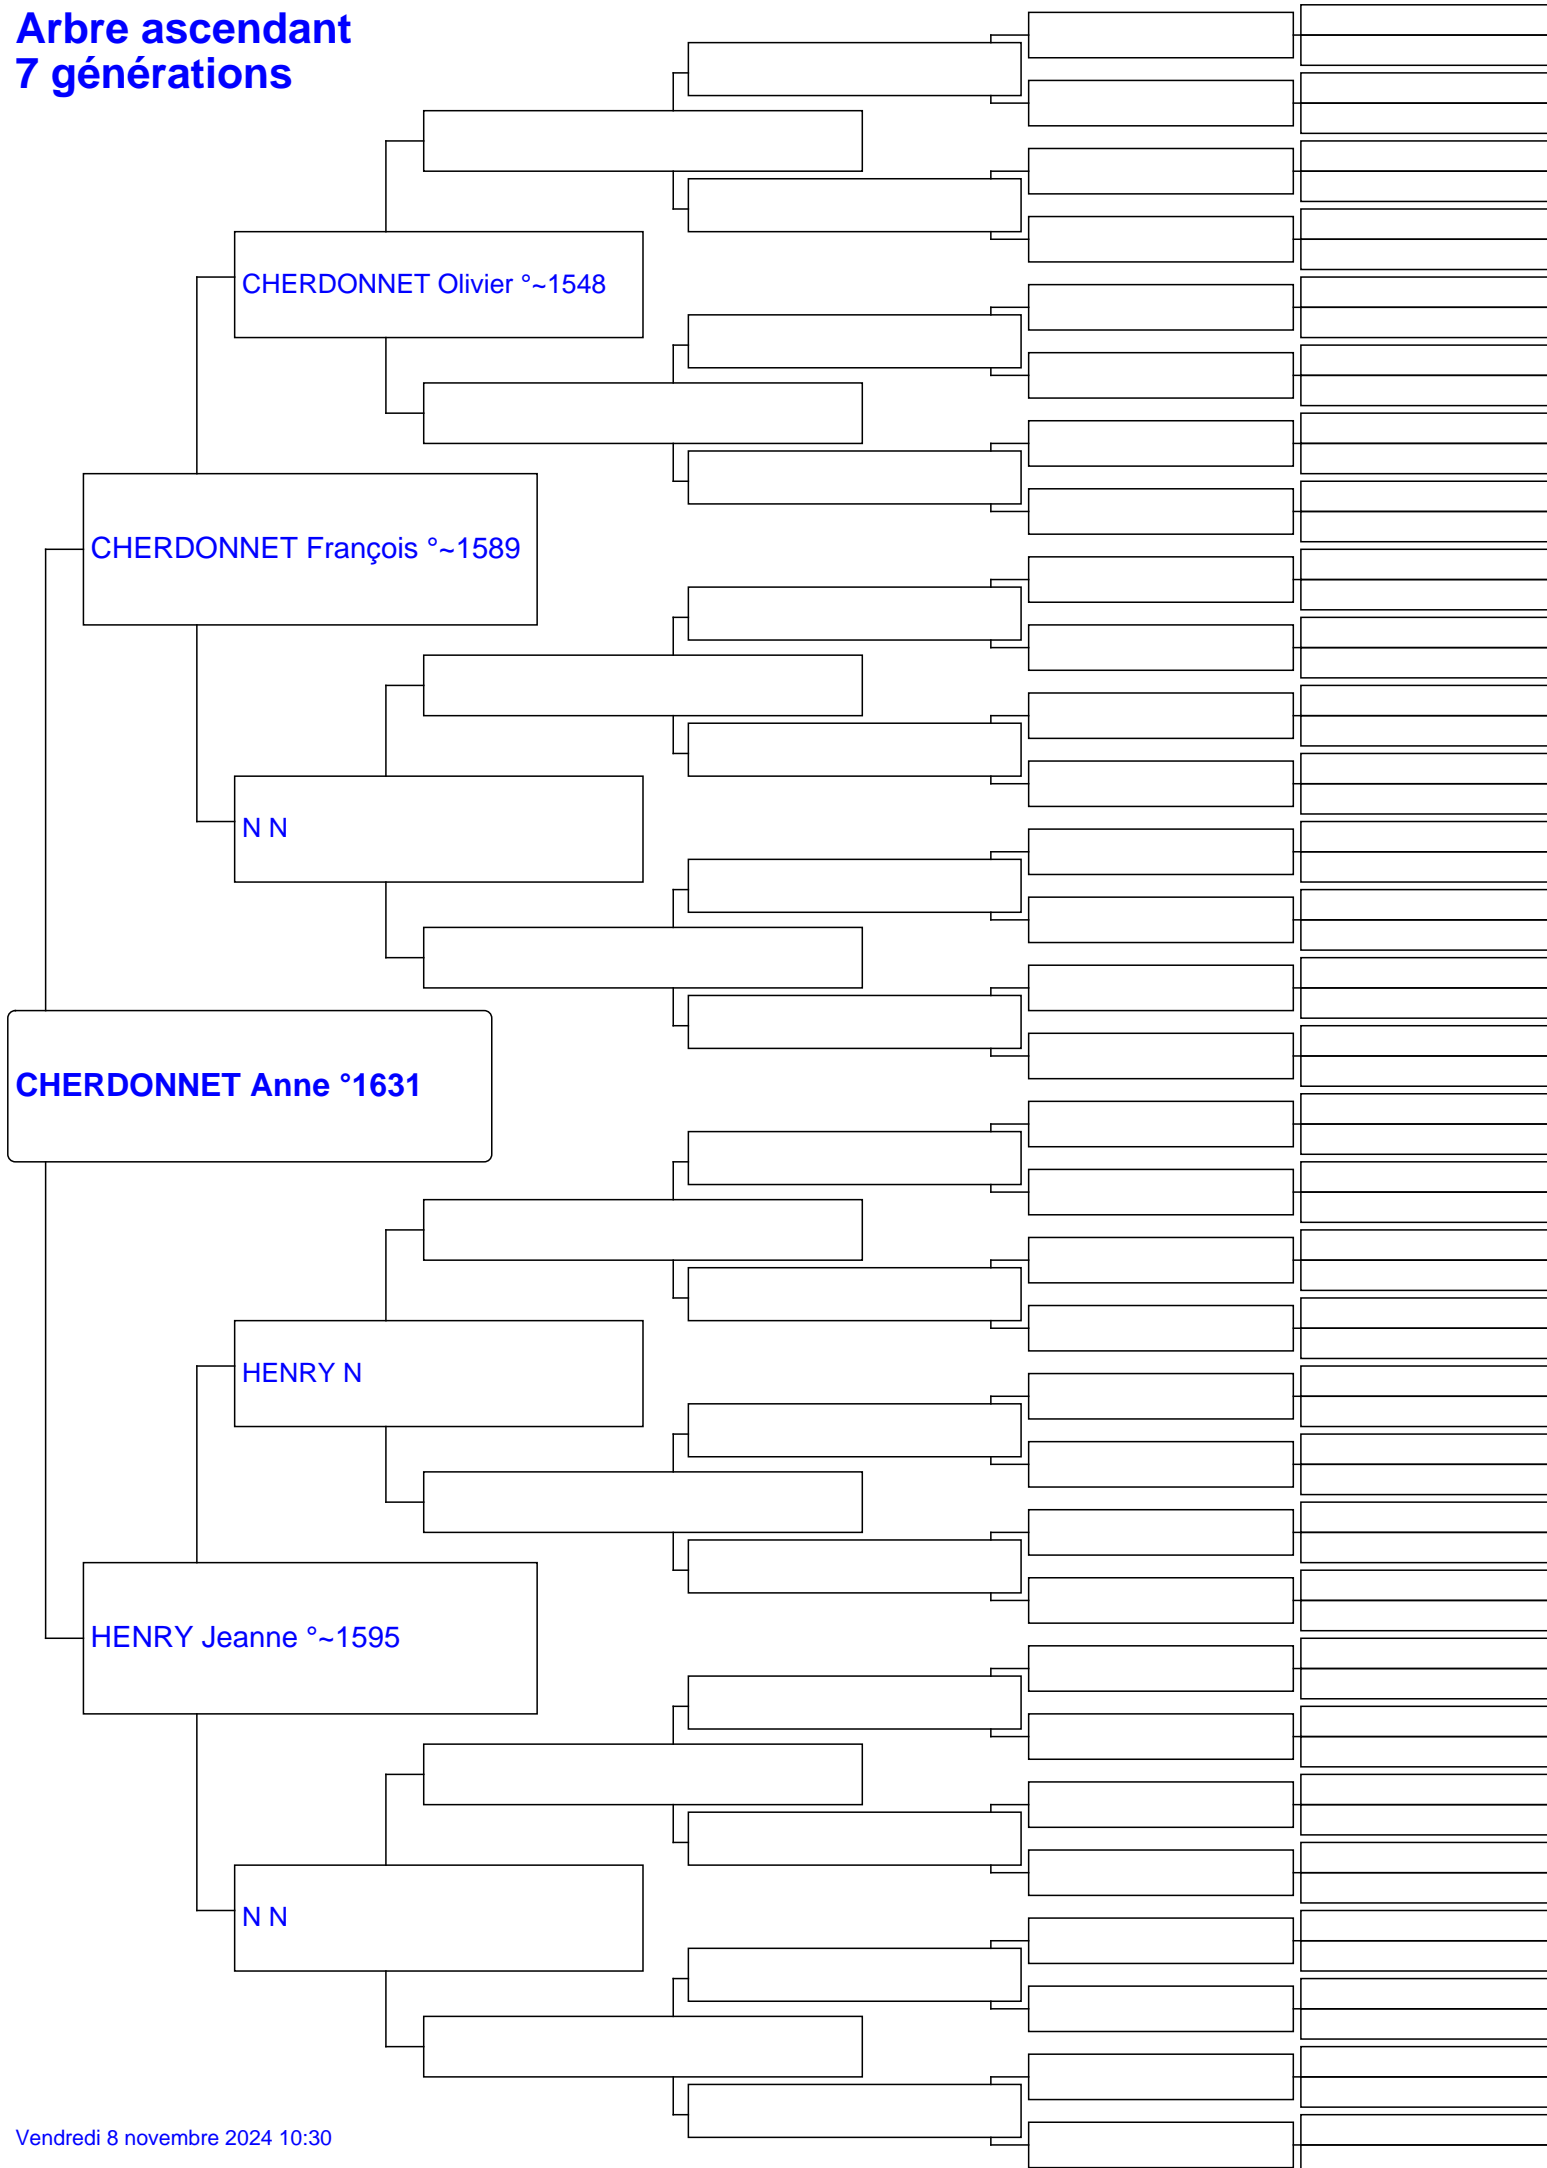 Arbre ascendant
7 générations
CHERDONNET Olivier °~1548
CHERDONNET François °~1589
N N
CHERDONNET Anne °1631
HENRY N
HENRY Jeanne °~1595
N N
Vendredi 8 novembre 2024 10:30